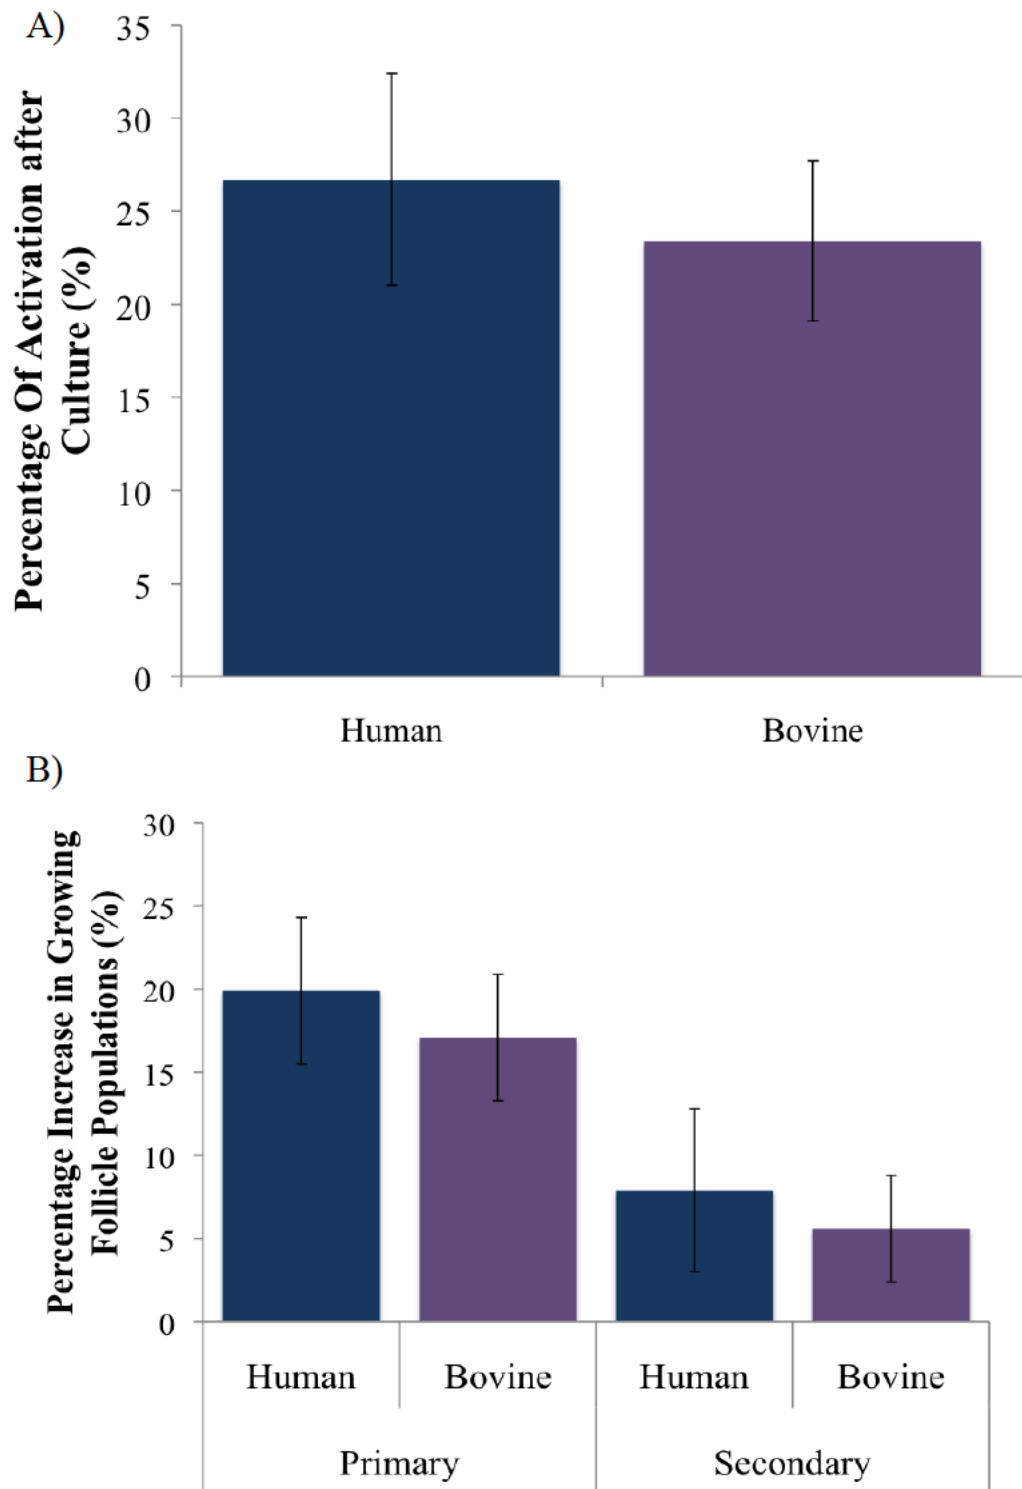 A)
Percentage Of Activation after
Culture (%)
35
30
25
20
15
10
5
0
Human
Bovine
B)
Percentage Increase in Growing
Follicle Populations (%)
30
25
20
15
10
5
0
Human
Bovine
Human
Bovine
Primary
Secondary